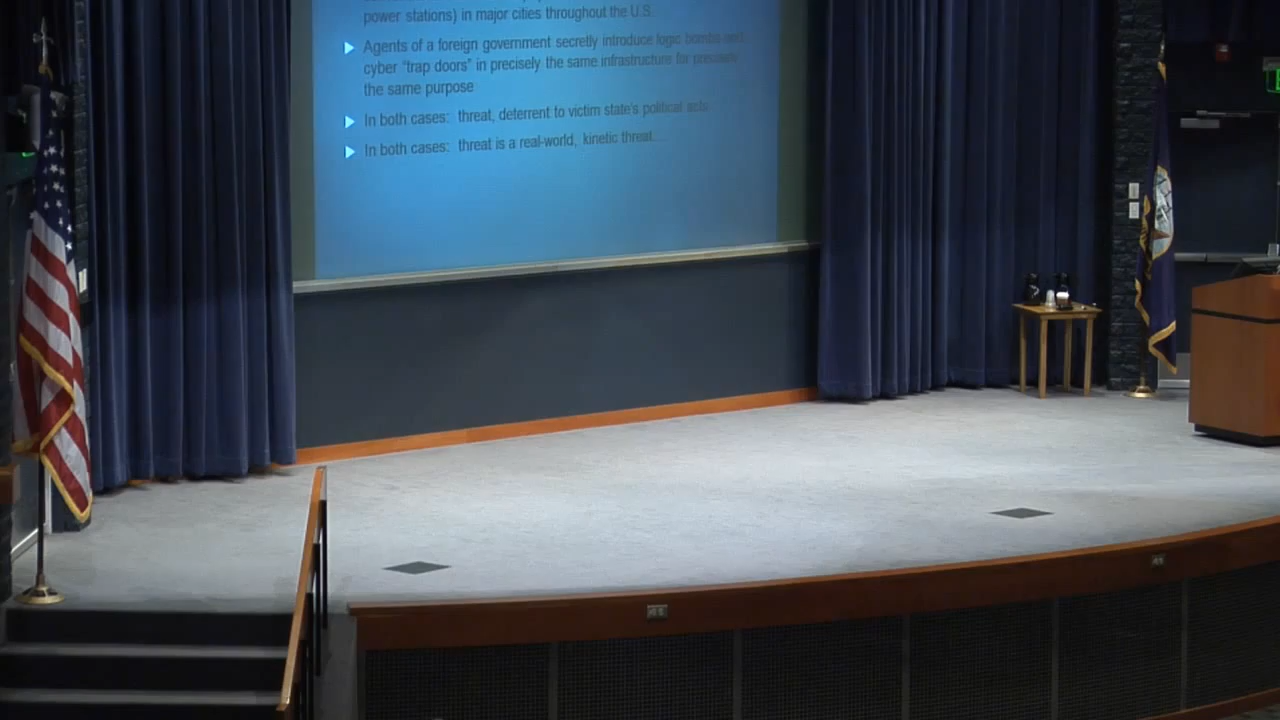 power stations) in major cities throughout the U.S.
Agents of a foreign government secretly introduce logic bombs and
cyber "trap doors" in precisely the same infrastructure for precisely
the same purpose
In both cases: threat, deterrent to victim state's political acts
In both cases: threat is a real-world, kinetic threat...